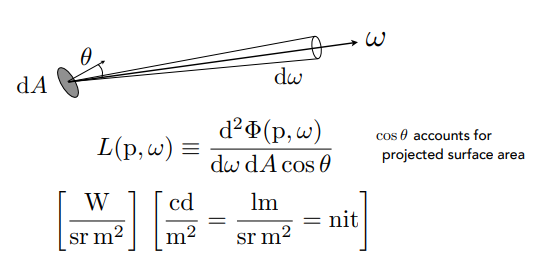 θ
ω
dA
dω
L(p, ω) ≡ d²Φ(p, ω) / dω dA cos θ
cos θ accounts for
projected surface area
[W / sr m²] [cd / m² = lm / sr m² = nit]